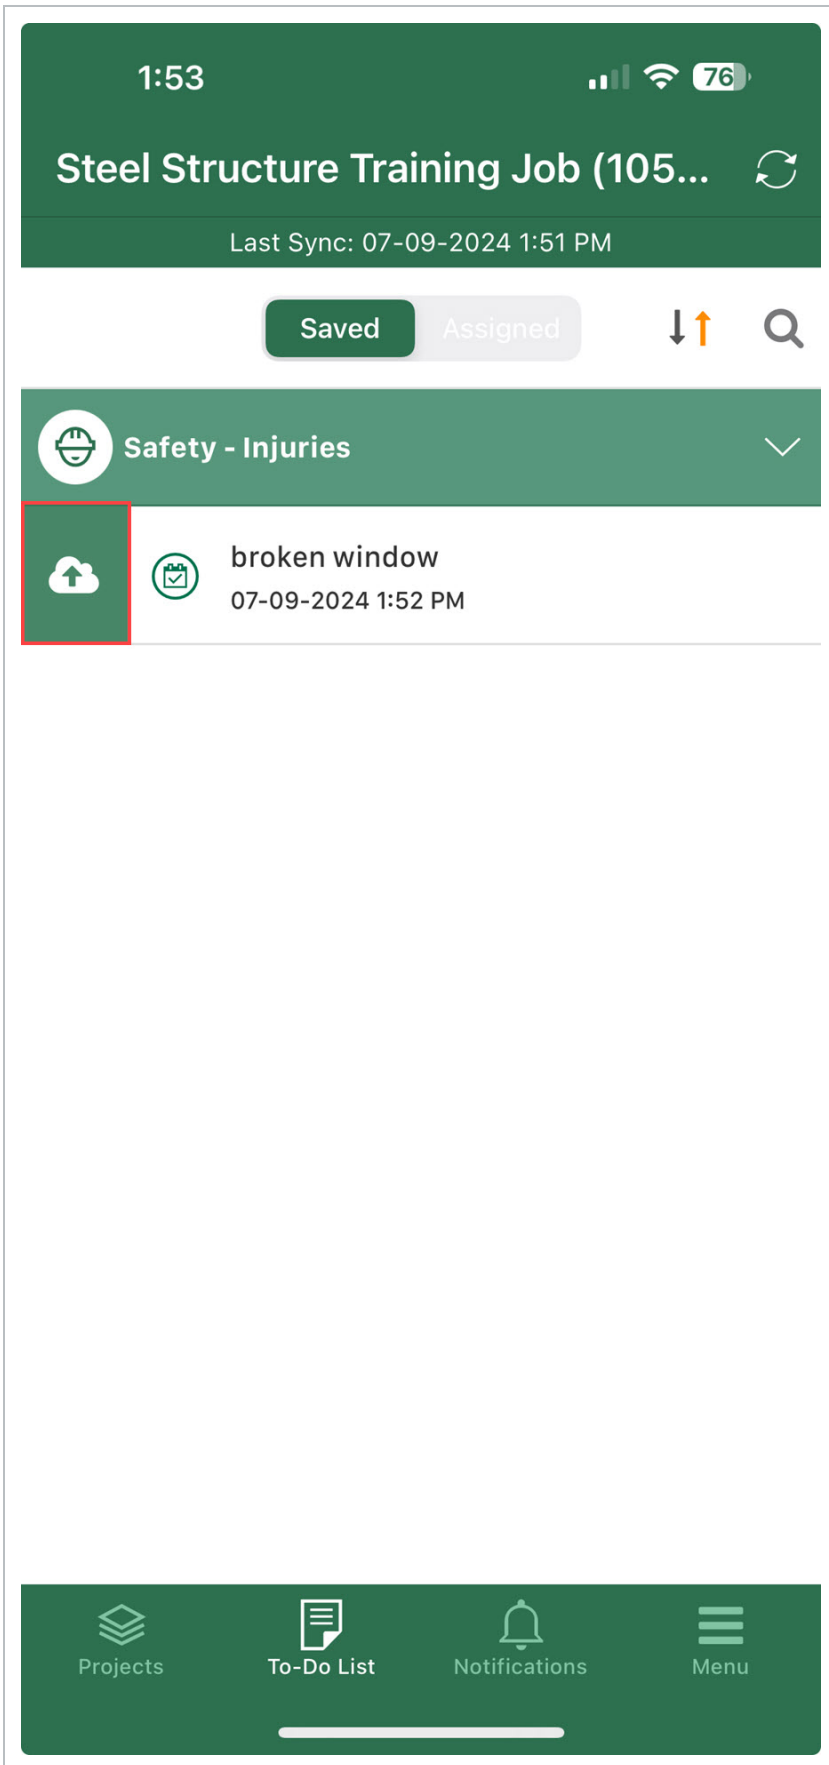 1:53
76
Steel Structure Training Job (105...
Last Sync: 07-09-2024 1:51 PM
Saved
Assigned
Safety - Injuries
broken window
07-09-2024 1:52 PM
Projects
To-Do List
Notifications
Menu